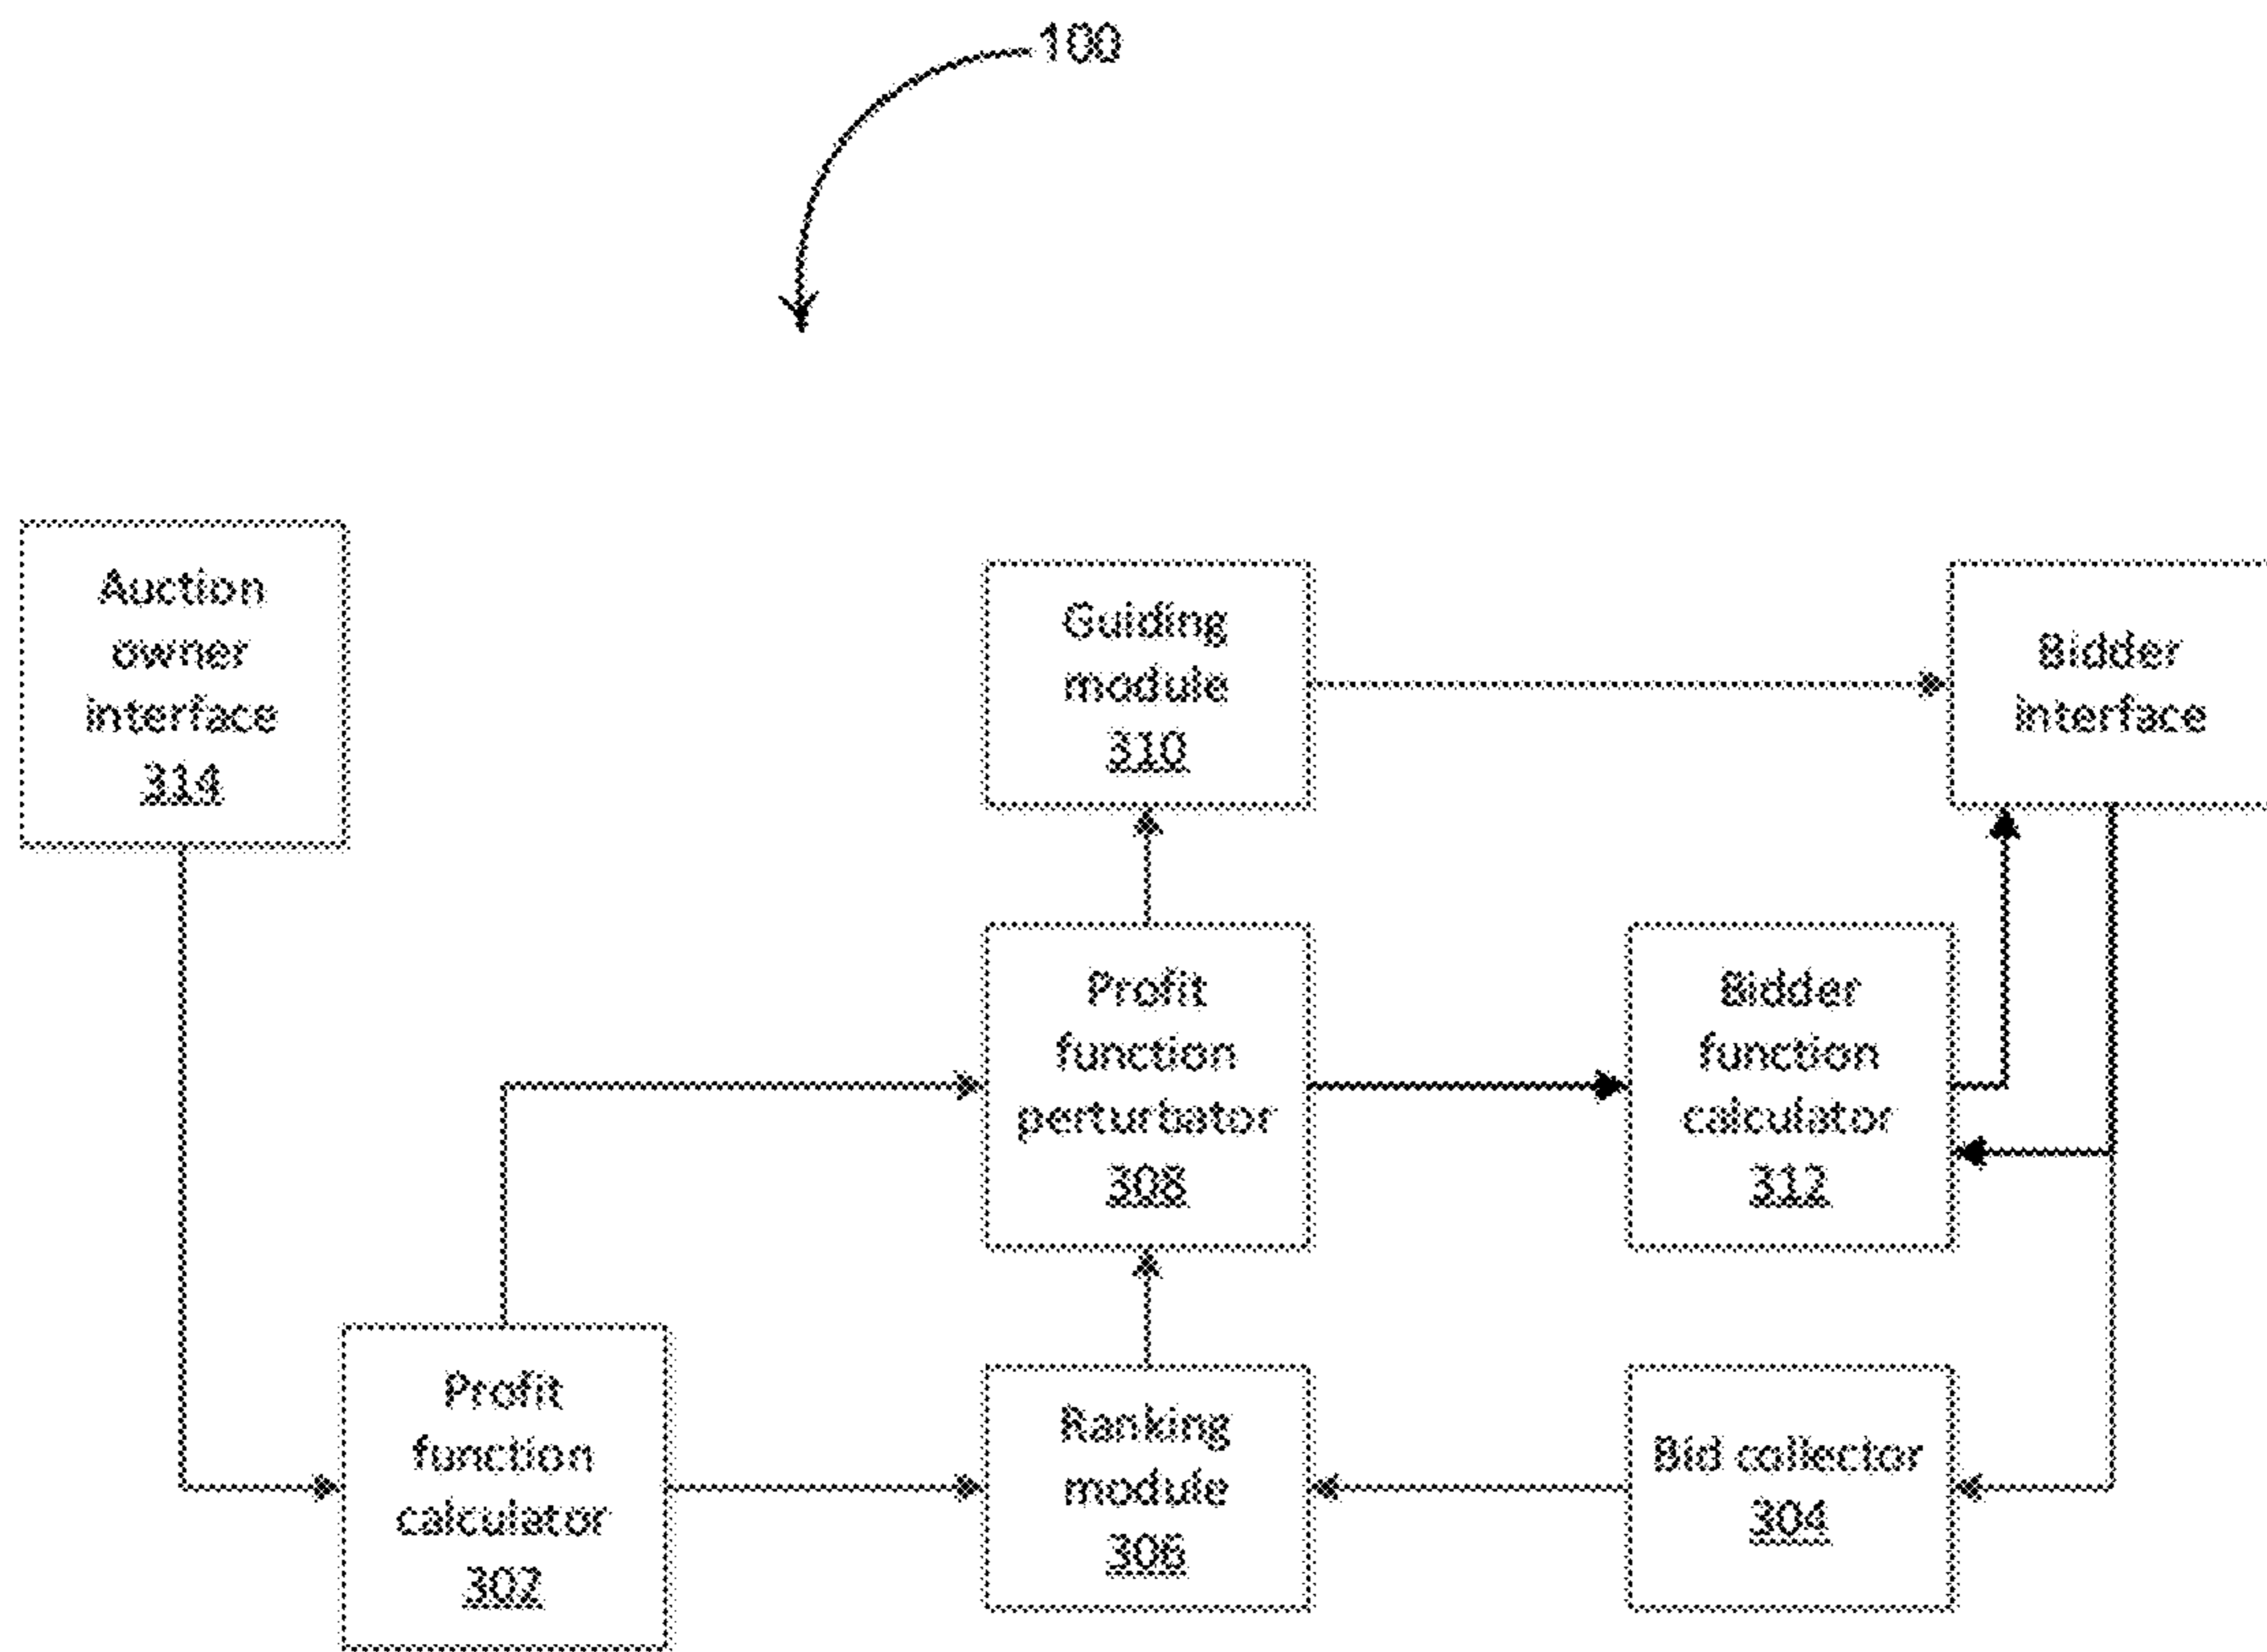 100
Auction
owner
interface
314
Guiding
module
310
Bidder
interface
Profit
function
perturbator
308
Bidder
function
calculator
312
Profit
function
calculator
302
Ranking
module
306
Bid collector
304